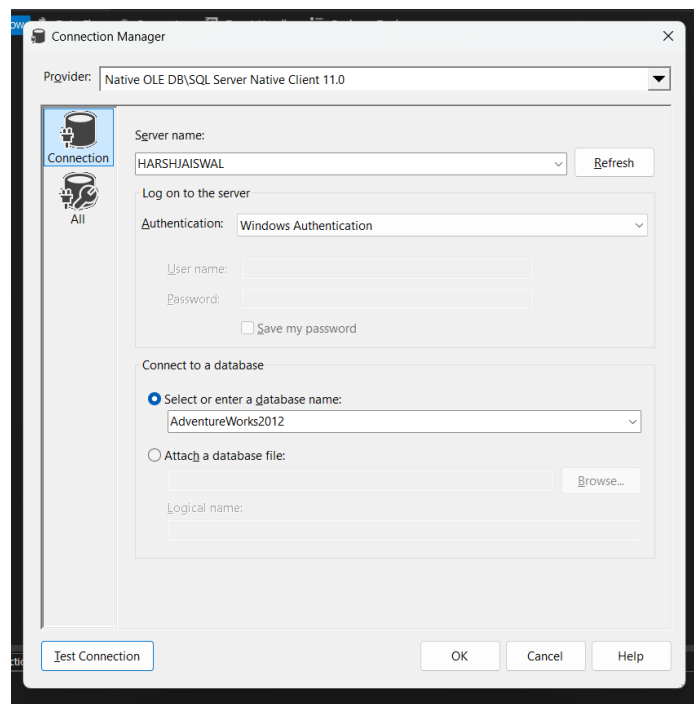 Connection Manager
Provider: Native OLE DB\SQL Server Native Client 11.0
Connection
All
Server name:
HARSHJAISWAL Refresh
Log on to the server
Authentication: Windows Authentication
User name:
Password:
Save my password
Connect to a database
Select or enter a database name:
AdventureWorks2012
Attach a database file:
Browse...
Logical name:
Test Connection OK Cancel Help